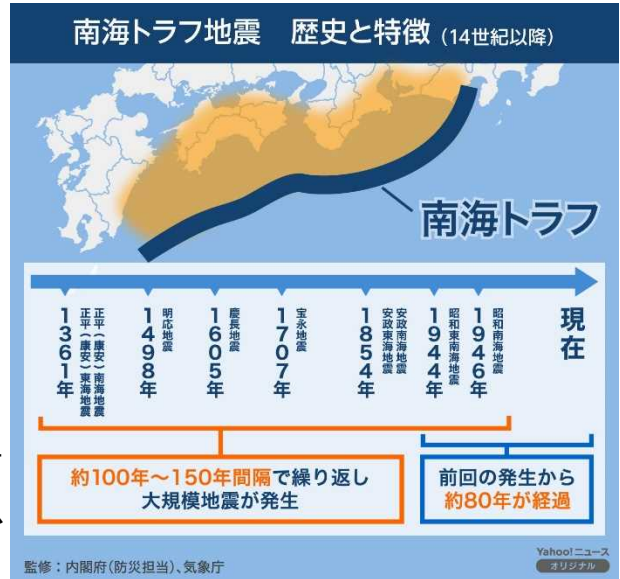 南海トラフ地震　歴史と特徴（14世紀以降）
南海トラフ
1361年
正平（康安）東海地震
正平（康安）南海地震
1498年
明応地震
1605年
慶長地震
1707年
宝永地震
1854年
安政東海地震
安政南海地震
1944年
昭和東南海地震
1946年
昭和南海地震
現在
約100年～150年間隔で繰り返し
大規模地震が発生
前回の発生から
約80年が経過
監修：内閣府（防災担当）、気象庁
Yahoo!ニュース
オリジナル